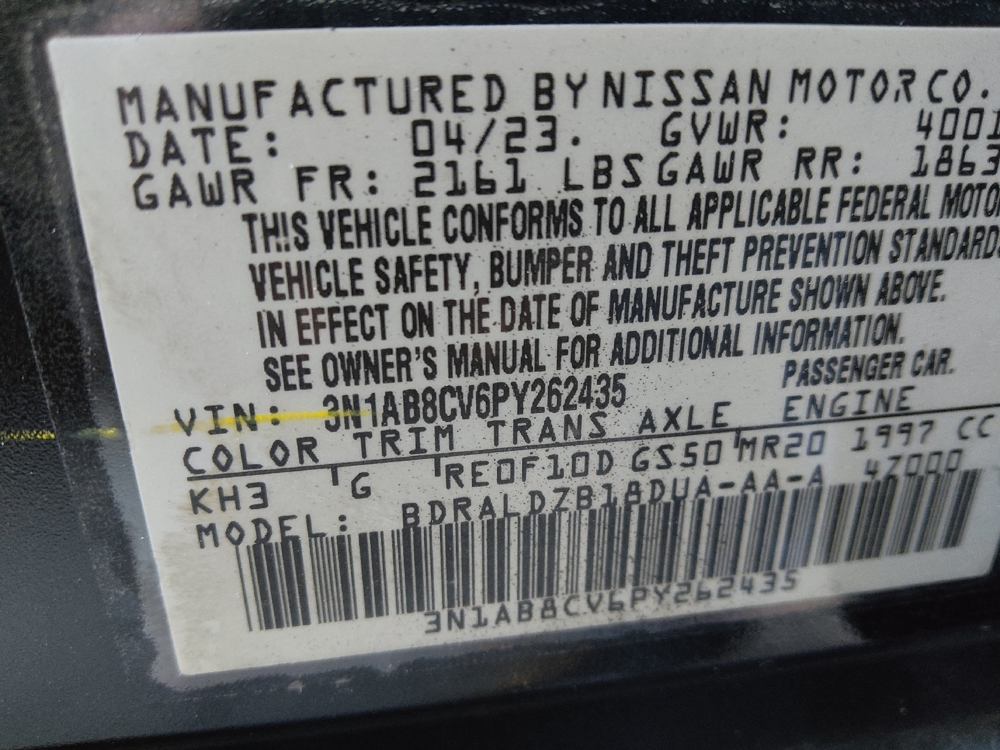 MANUFACTURED BY NISSAN MOTOR CO.
DATE: 04/23. GVWR: 4001
GAWR FR: 2161 LBS GAWR RR: 1863
THIS VEHICLE CONFORMS TO ALL APPLICABLE FEDERAL MOTO
VEHICLE SAFETY, BUMPER AND THEFT PREVENTION STANDARDS
IN EFFECT ON THE DATE OF MANUFACTURE SHOWN ABOVE.
SEE OWNER'S MANUAL FOR ADDITIONAL INFORMATION.
VIN: 3N1AB8CV6PY262435 PASSENGER CAR.
COLOR TRIM TRANS AXLE ENGINE
KH3 G RE0F10D GS50 MR20 1997 CC
MODEL: BDRALDZB18DUA-AA-A 47000
3N1AB8CV6PY262435